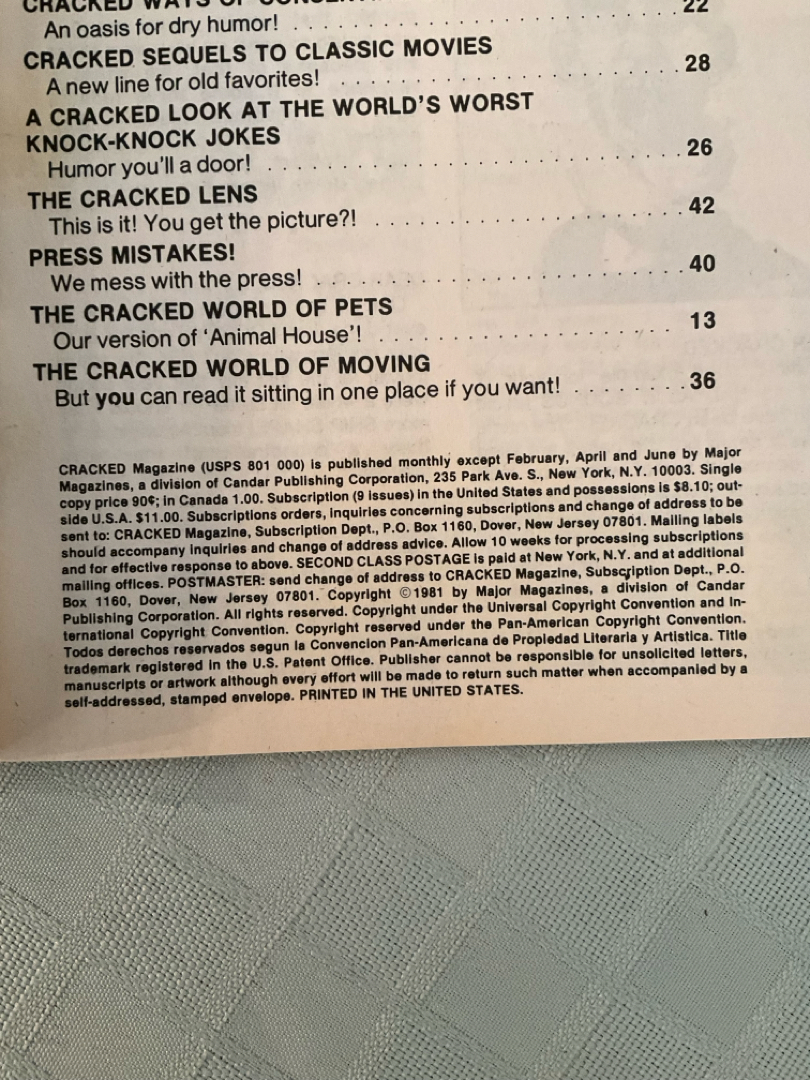 CRACKED WAYS OF
An oasis for dry humor! . . . . . . . . . . . . . . . . . . . . . . . . 22
CRACKED SEQUELS TO CLASSIC MOVIES
A new line for old favorites! . . . . . . . . . . . . . . . . . . . . . 28
A CRACKED LOOK AT THE WORLD'S WORST
KNOCK-KNOCK JOKES
Humor you'll a door! . . . . . . . . . . . . . . . . . . . . . . . . . . 26
THE CRACKED LENS
This is it! You get the picture?! . . . . . . . . . . . . . . . . . . . 42
PRESS MISTAKES!
We mess with the press! . . . . . . . . . . . . . . . . . . . . . . . 40
THE CRACKED WORLD OF PETS
Our version of 'Animal House'! . . . . . . . . . . . . . . . . . . 13
THE CRACKED WORLD OF MOVING
But you can read it sitting in one place if you want! . . . . . . . . 36
CRACKED Magazine (USPS 801 000) is published monthly except February, April and June by Major
Magazines, a division of Candar Publishing Corporation, 235 Park Ave. S., New York, N.Y. 10003. Single
copy price 90¢; in Canada 1.00. Subscription (9 issues) in the United States and possessions is $8.10; out-
side U.S.A. $11.00. Subscriptions orders, inquiries concerning subscriptions and change of address to be
sent to: CRACKED Magazine, Subscription Dept., P.O. Box 1160, Dover, New Jersey 07801. Mailing labels
should accompany inquiries and change of address advice. Allow 10 weeks for processing subscriptions
and for effective response to above. SECOND CLASS POSTAGE is paid at New York, N.Y. and at additional
mailing offices. POSTMASTER: send change of address to CRACKED Magazine, Subscription Dept., P.O.
Box 1160, Dover, New Jersey 07801. Copyright ©1981 by Major Magazines, a division of Candar
Publishing Corporation. All rights reserved. Copyright under the Universal Copyright Convention and In-
ternational Copyright Convention. Copyright reserved under the Pan-American Copyright Convention.
Todos derechos reservados segun la Convencion Pan-Americana de Propiedad Literaria y Artistica. Title
trademark registered in the U.S. Patent Office. Publisher cannot be responsible for unsolicited letters,
manuscripts or artwork although every effort will be made to return such matter when accompanied by a
self-addressed, stamped envelope. PRINTED IN THE UNITED STATES.